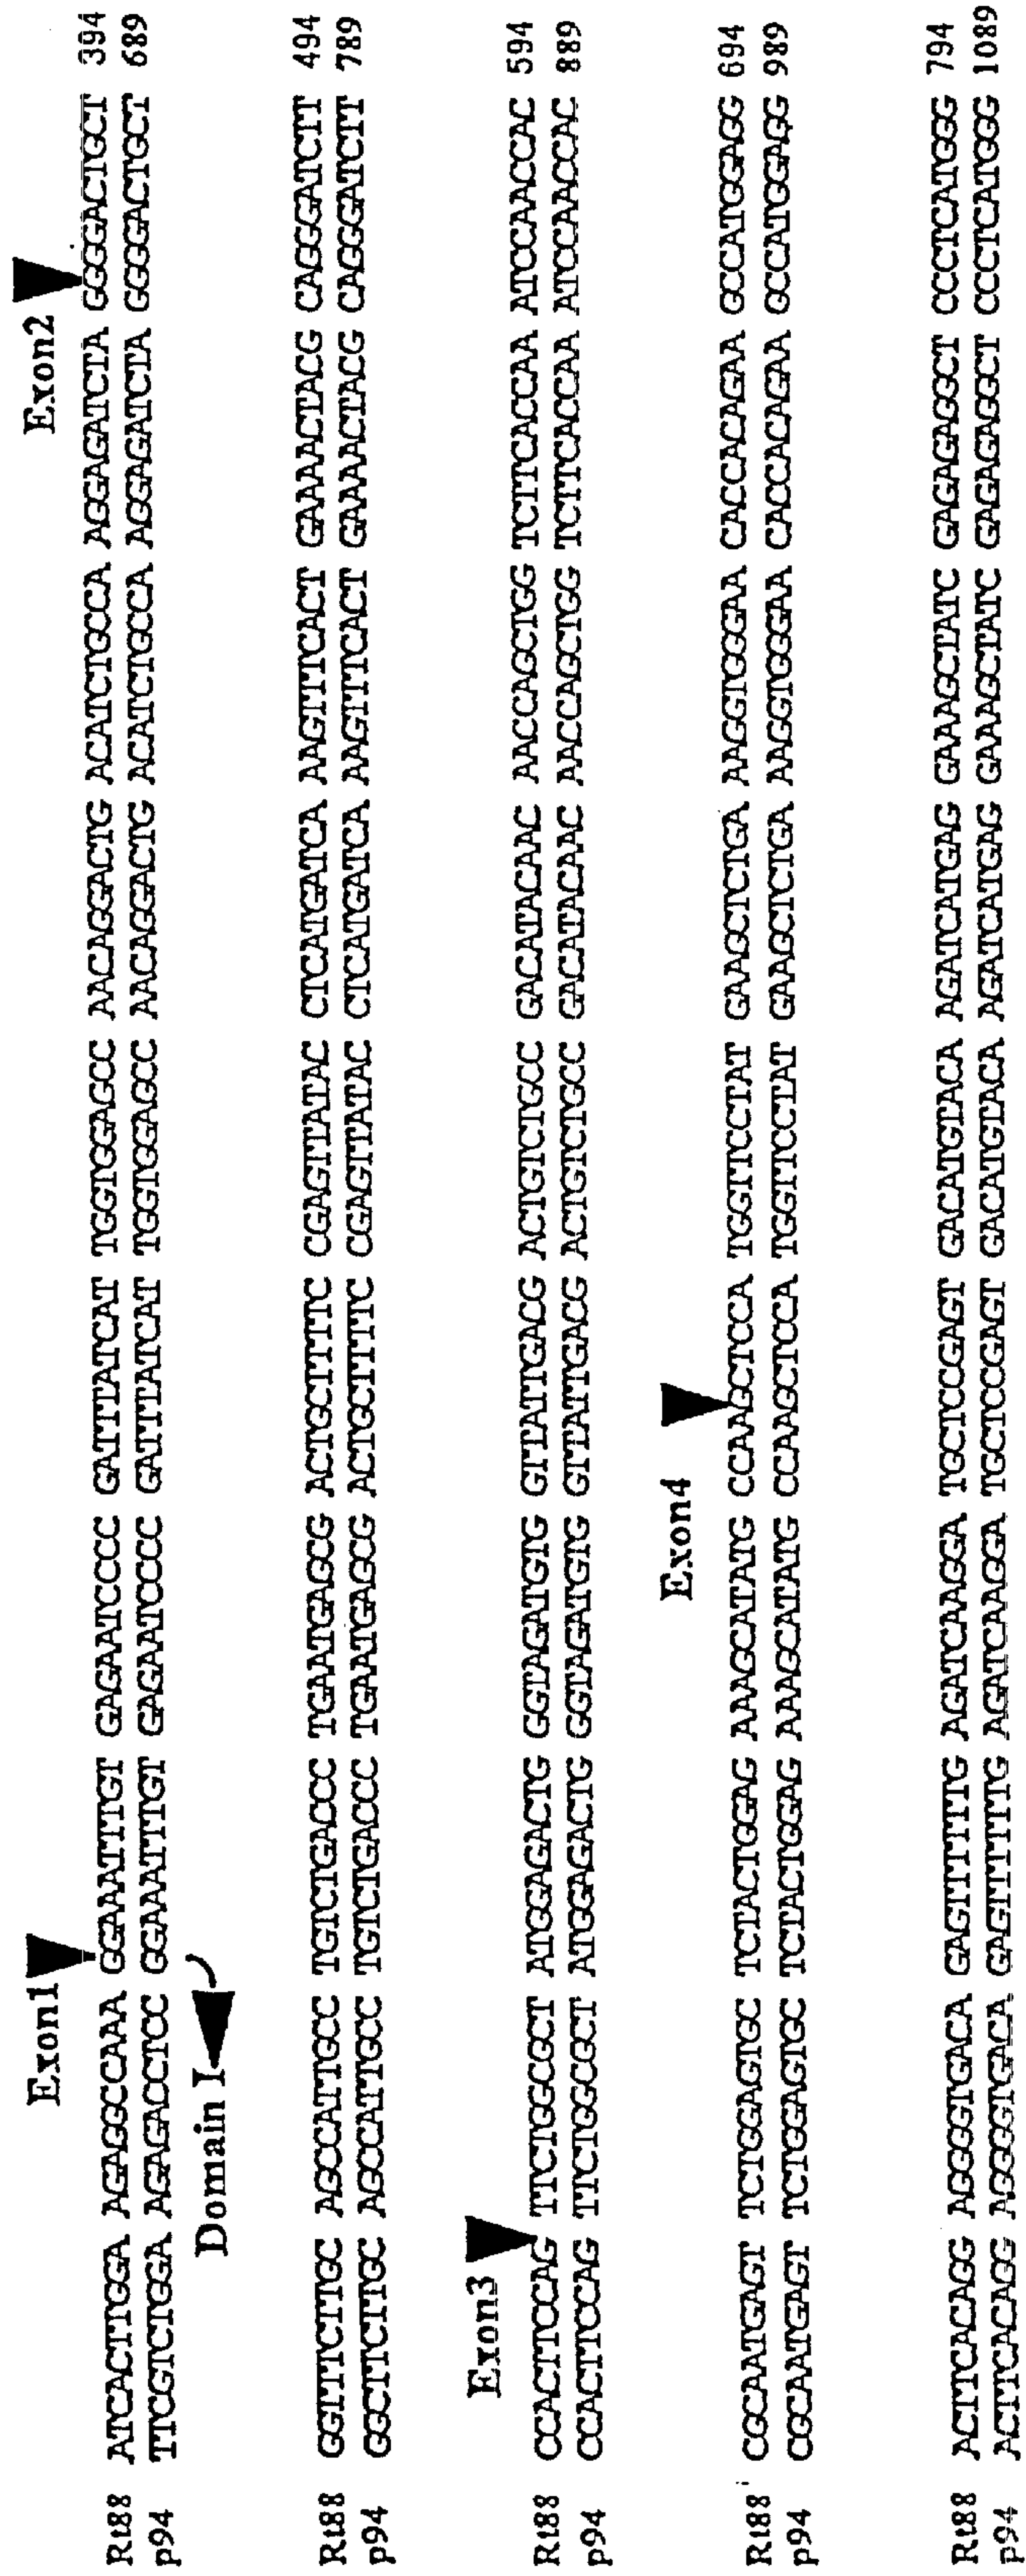 Exon1 Exon2
Rt88 ATCACTTGGA AGAGGCCAAA GGAAATTTGT GAGAATCCCC GATTTATCAT TGGTGGAGCC AACAGGACTG ACATCTGCCA AGGAGATCTA GGGGACTGCT 394
p94 TTCGTCTGGA AGAGACCTCC GGAAATTTGT GAGAATCCCC GATTTATCAT TGGTGGAGCC AACAGGACTG ACATCTGCCA AGGAGATCTA GGGGACTGCT 689
Domain I
Rt88 GGTTTCTTGC AGCCATTGCC TGTCTGACCC TGAATGAGCG ACTGCTTTTC CGAGTTATAC CTCATGATCA AAGTTTCACT GAAAACTACG CAGGGATCTT 494
p94 GGCTTCTTGC AGCCATTGCC TGTCTGACCC TGAATGAGCG ACTGCTTTTC CGAGTTATAC CTCATGATCA AAGTTTCACT GAAAACTACG CAGGGATCTT 789
Exon3
Rt88 CCACTTCCAG TTCTGGCGCT ATGGAGACTG GGTAGATGTG GTTATTGACG ACTGTCTGCC GACATACAAC AACCAGCTGG TCTTCACCAA ATCCAACCAC 594
p94 CCACTTCCAG TTCTGGCGCT ATGGAGACTG GGTAGATGTG GTTATTGACG ACTGTCTGCC GACATACAAC AACCAGCTGG TCTTCACCAA ATCCAACCAC 889
Exon4
Rt88 CGCAATGAGT TCTGGAGTGC TCTACTGGAG AAAGCATATG CCAAGCTCCA TGGTTCCTAT GAAGCTCTGA AAGGTGGGAA CACCACAGAA GCCATGGAGG 694
p94 CGCAATGAGT TCTGGAGTGC TCTACTGGAG AAAGCATATG CCAAGCTCCA TGGTTCCTAT GAAGCTCTGA AAGGTGGGAA CACCACAGAA GCCATGGAGG 989
Rt88 ACTTCACAGG AGGGGTGACA GAGTTTTTTG AGATCAAGGA TGCTCCGAGT GACATGTACA AGATCATGAG GAAAGCTATC GAGAGAGGCT CCCTCATGGG 794
p94 ACTTCACAGG AGGGGTGACA GAGTTTTTTG AGATCAAGGA TGCTCCGAGT GACATGTACA AGATCATGAG GAAAGCTATC GAGAGAGGCT CCCTCATGGG 1089